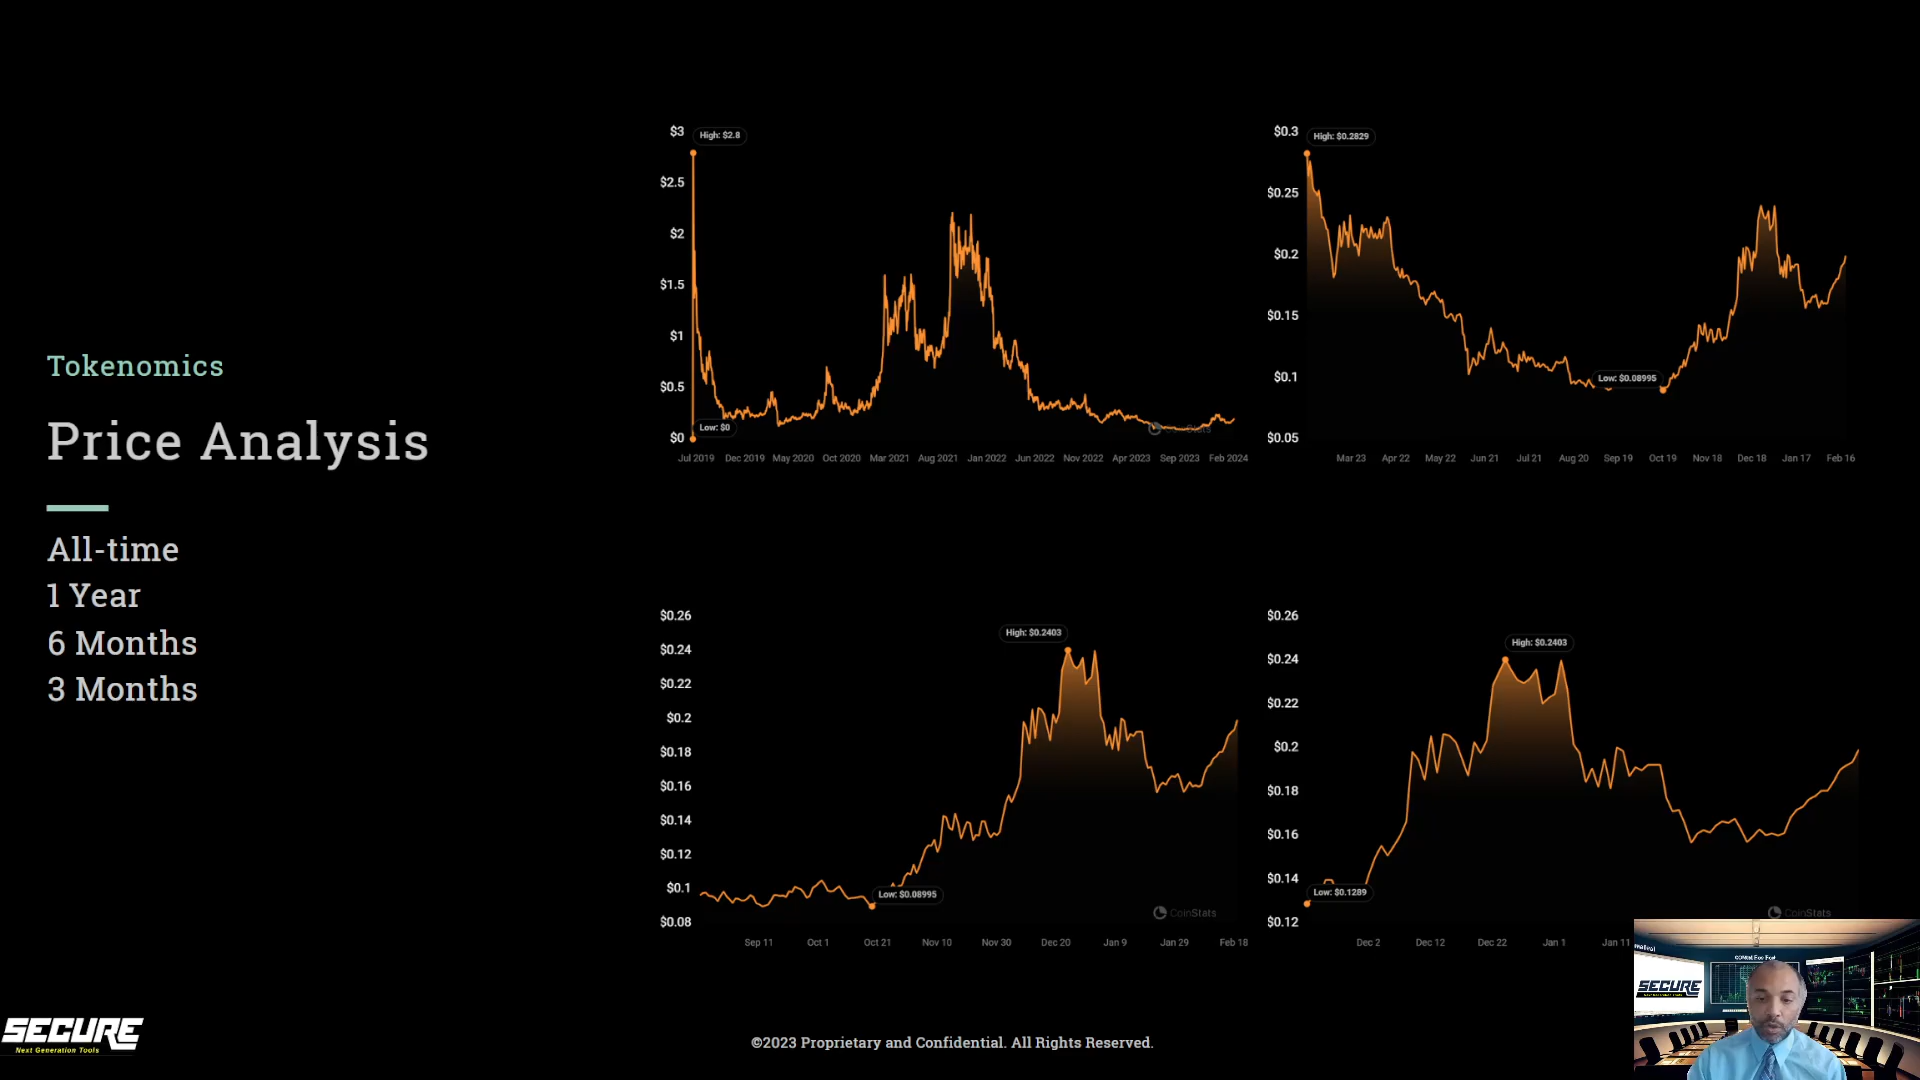 Tokenomics
Price Analysis
All-time
1 Year
6 Months
3 Months
$3
$2.5
$2
$1.5
$1
$0.5
$0
High: $2.8
Low: $0
Jul 2019 Dec 2019 May 2020 Oct 2020 Mar 2021 Aug 2021 Jan 2022 Jun 2022 Nov 2022 Apr 2023 Sep 2023 Feb 2024
$0.3
$0.25
$0.2
$0.15
$0.1
$0.05
High: $0.2829
Low: $0.08995
Mar 23 Apr 22 May 22 Jun 21 Jul 21 Aug 20 Sep 19 Oct 19 Nov 18 Dec 18 Jan 17 Feb 16
$0.26
$0.24
$0.22
$0.2
$0.18
$0.16
$0.14
$0.12
$0.1
$0.08
High: $0.2403
Low: $0.08995
CoinStats
Sep 11 Oct 1 Oct 21 Nov 10 Nov 30 Dec 20 Jan 9 Jan 29 Feb 18
$0.26
$0.24
$0.22
$0.2
$0.18
$0.16
$0.14
$0.12
High: $0.2403
Low: $0.1289
CoinStats
Dec 2 Dec 12 Dec 22 Jan 1 Jan 11
SECURE
Next Generation Tools
©2023 Proprietary and Confidential. All Rights Reserved.
SECURE
Next Generation Tools